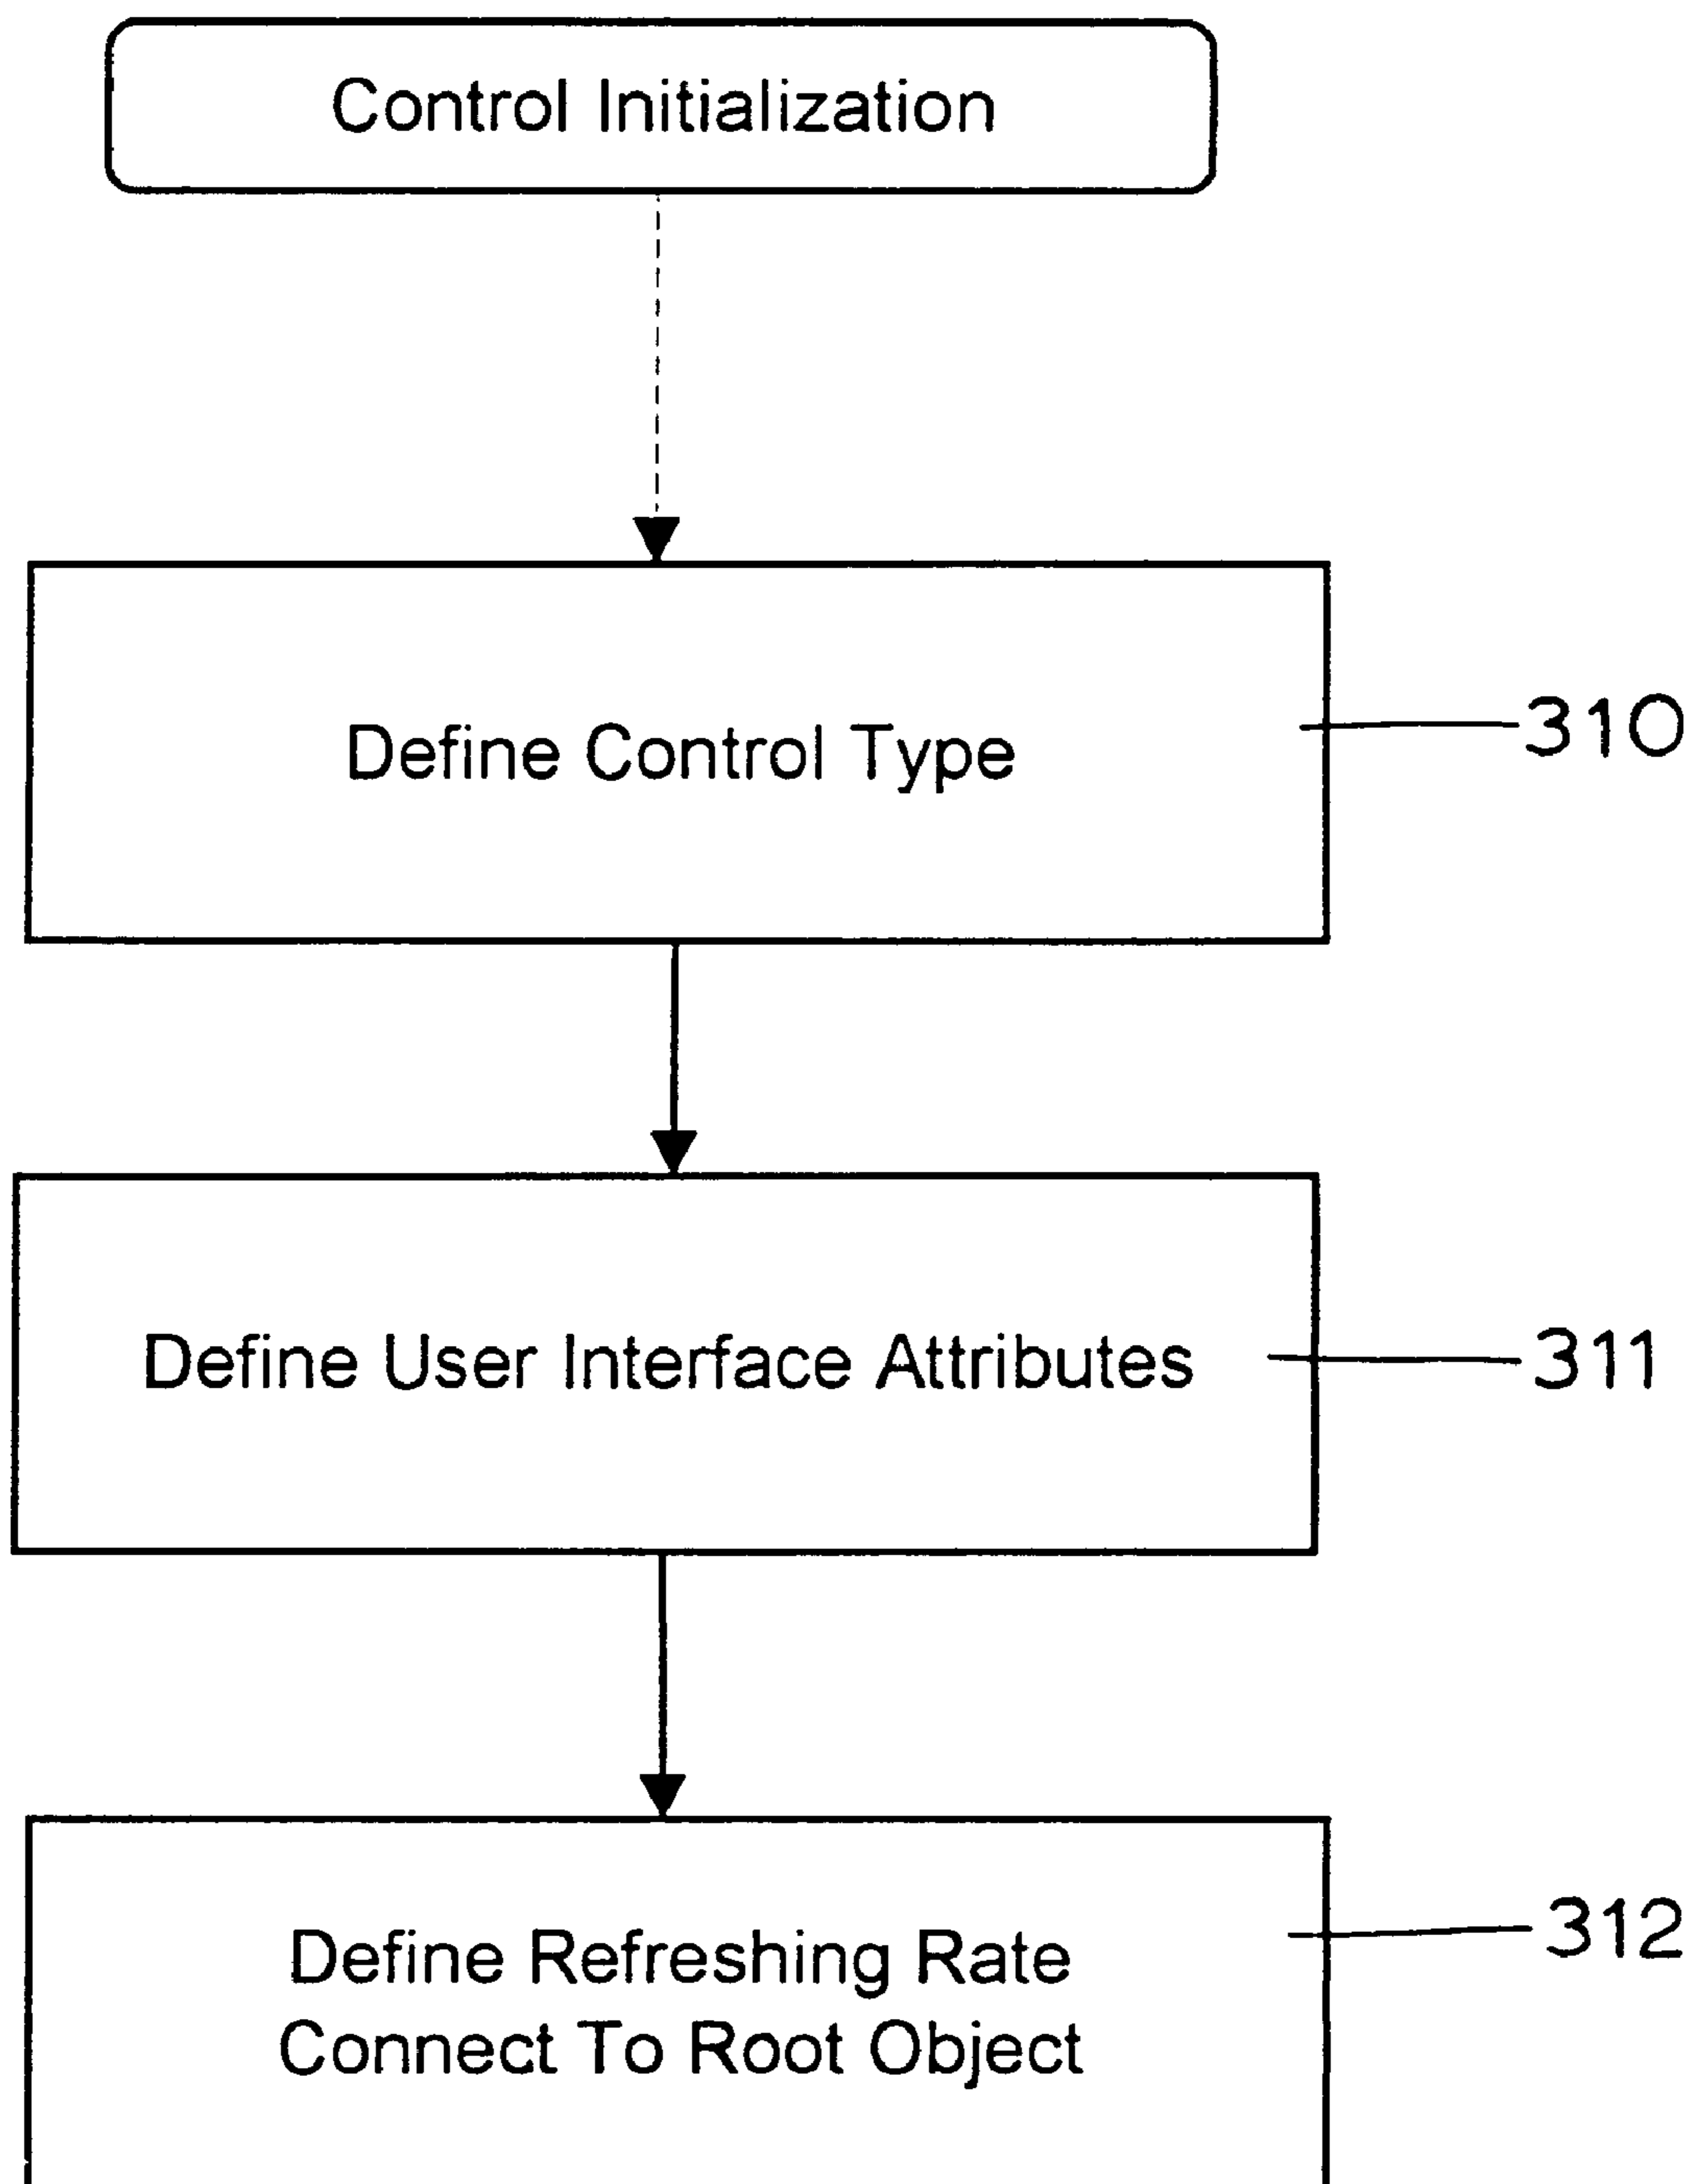 Control Initialization
Define Control Type
310
Define User Interface Attributes
311
Define Refreshing Rate
Connect To Root Object
312